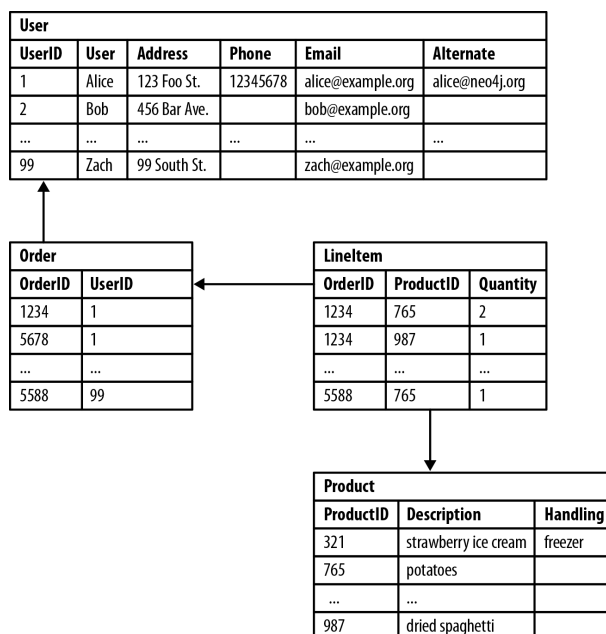 User
UserID User Address Phone Email Alternate
1 Alice 123 Foo St. 12345678 alice@example.org alice@neo4j.org
2 Bob 456 Bar Ave. bob@example.org
... ... ... ... ... ...
99 Zach 99 South St. zach@example.org
Order
OrderID UserID
1234 1
5678 1
... ...
5588 99
LineItem
OrderID ProductID Quantity
1234 765 2
1234 987 1
... ... ...
5588 765 1
Product
ProductID Description Handling
321 strawberry ice cream freezer
765 potatoes
... ...
987 dried spaghetti